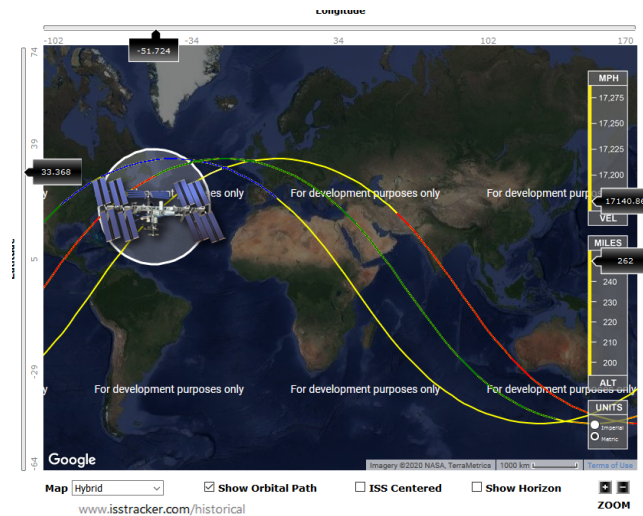 Longitude
-102 -34 34 102 170
-51.724
74
39
33.368
5
-29
-64
Latitude
MPH
17,275
17,250
17,225
17,200
17140.86
VEL
MILES
262
240
230
220
210
200
ALT
UNITS
Imperial
Metric
For development purposes only For development purposes only For development purposes only
For development purposes only For development purposes only For development purposes only
Google
Imagery ©2020 NASA, TerraMetrics 1000 km Terms of Use
Map Hybrid Show Orbital Path ISS Centered Show Horizon
ZOOM
www.isstracker.com/historical